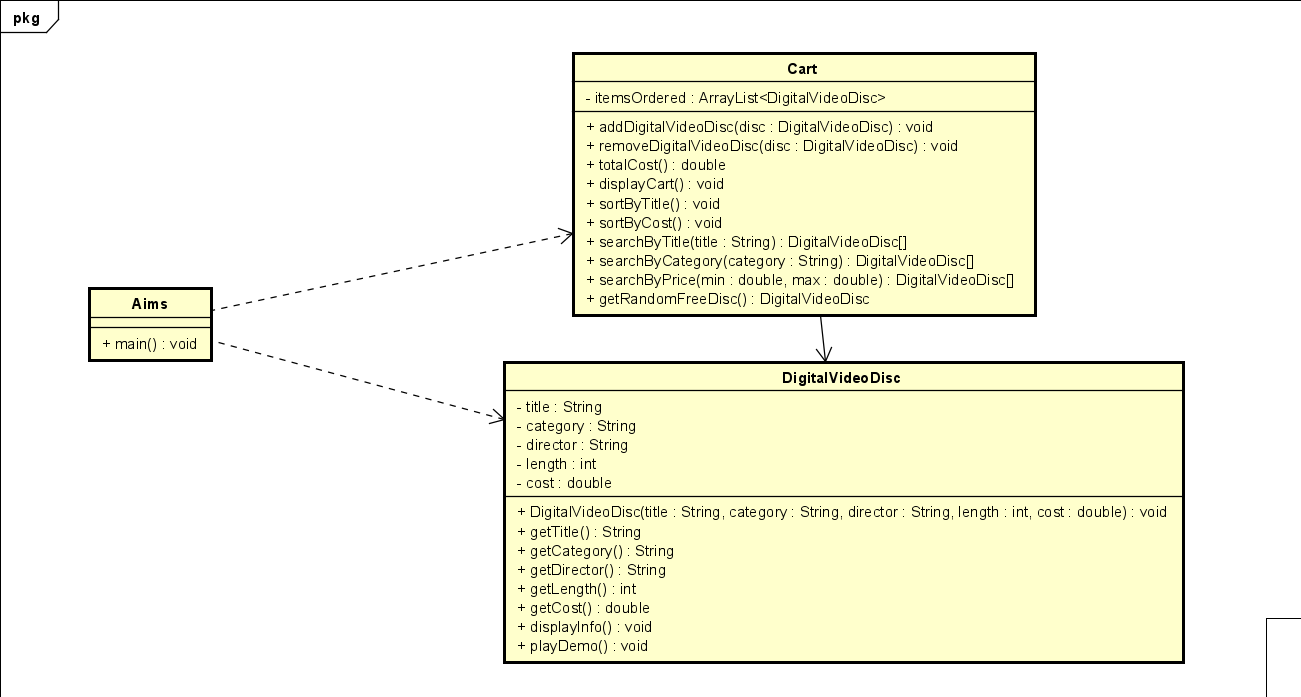 pkg
Cart
- itemsOrdered : ArrayList<DigitalVideoDisc>
+ addDigitalVideoDisc(disc : DigitalVideoDisc) : void
+ removeDigitalVideoDisc(disc : DigitalVideoDisc) : void
+ totalCost() : double
+ displayCart() : void
+ sortByTitle() : void
+ sortByCost() : void
+ searchByTitle(title : String) : DigitalVideoDisc[]
+ searchByCategory(category : String) : DigitalVideoDisc[]
+ searchByPrice(min : double, max : double) : DigitalVideoDisc[]
+ getRandomFreeDisc() : DigitalVideoDisc
Aims
+ main() : void
DigitalVideoDisc
- title : String
- category : String
- director : String
- length : int
- cost : double
+ DigitalVideoDisc(title : String, category : String, director : String, length : int, cost : double) : void
+ getTitle() : String
+ getCategory() : String
+ getDirector() : String
+ getLength() : int
+ getCost() : double
+ displayInfo() : void
+ playDemo() : void